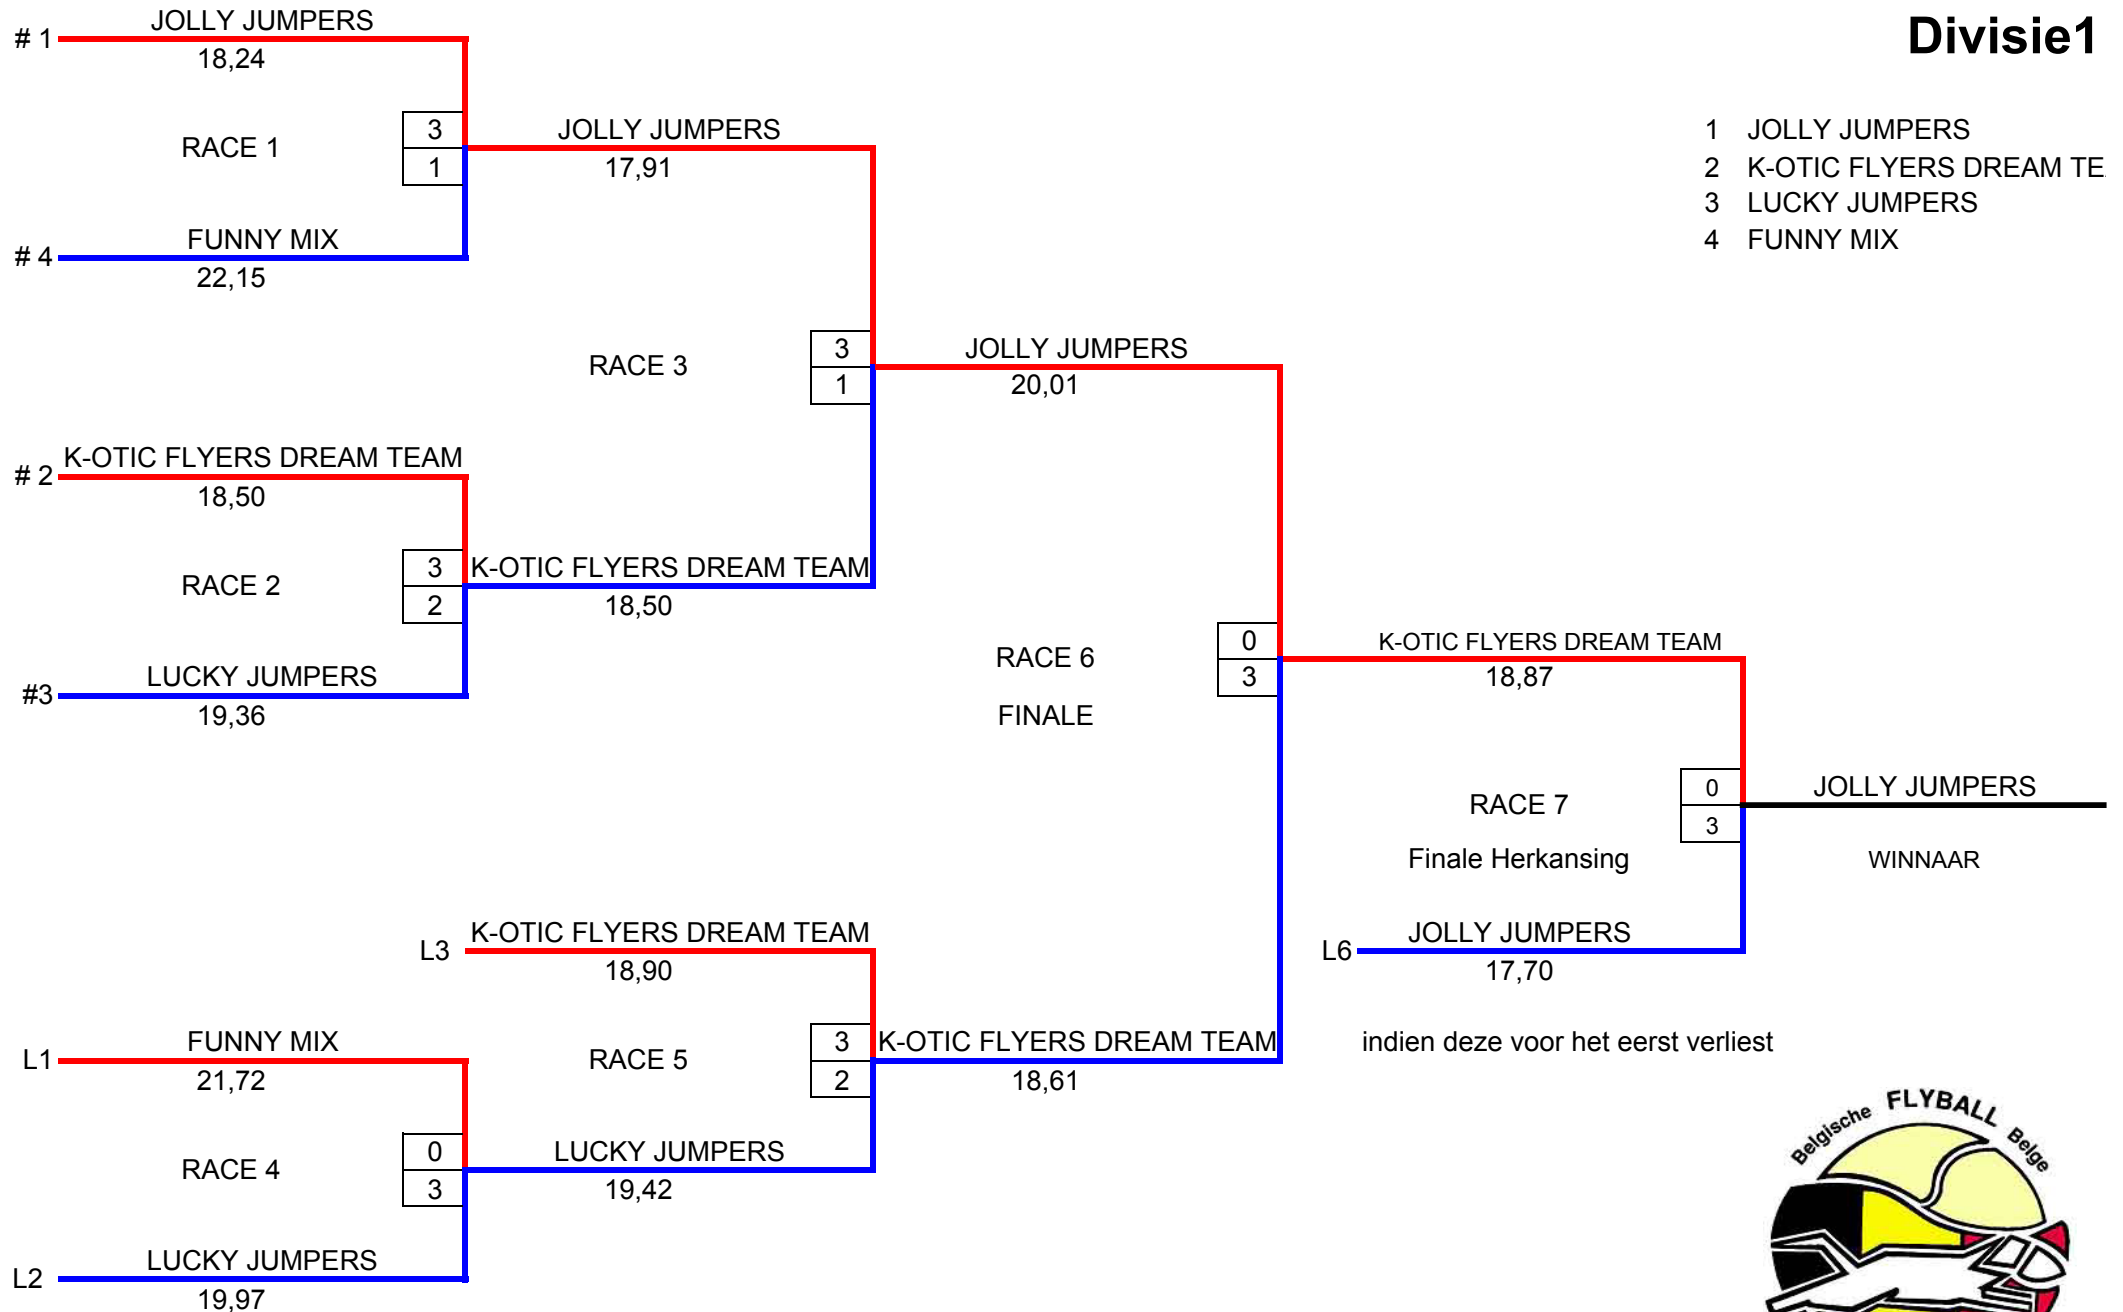 Divisie1
# 1
JOLLY JUMPERS
18,24
RACE 1
3
1
# 4
FUNNY MIX
22,15
JOLLY JUMPERS
17,91
1 JOLLY JUMPERS
2 K-OTIC FLYERS DREAM TE
3 LUCKY JUMPERS
4 FUNNY MIX
RACE 3
3
1
JOLLY JUMPERS
20,01
# 2
K-OTIC FLYERS DREAM TEAM
18,50
RACE 2
3
2
K-OTIC FLYERS DREAM TEAM
18,50
#3
LUCKY JUMPERS
19,36
RACE 6
FINALE
0
3
K-OTIC FLYERS DREAM TEAM
18,87
RACE 7
Finale Herkansing
0
3
JOLLY JUMPERS
WINNAAR
L6
JOLLY JUMPERS
17,70
indien deze voor het eerst verliest
L3
K-OTIC FLYERS DREAM TEAM
18,90
RACE 5
3
2
K-OTIC FLYERS DREAM TEAM
18,61
L1
FUNNY MIX
21,72
RACE 4
0
3
LUCKY JUMPERS
19,42
L2
LUCKY JUMPERS
19,97
Belgische FLYBALL Belge